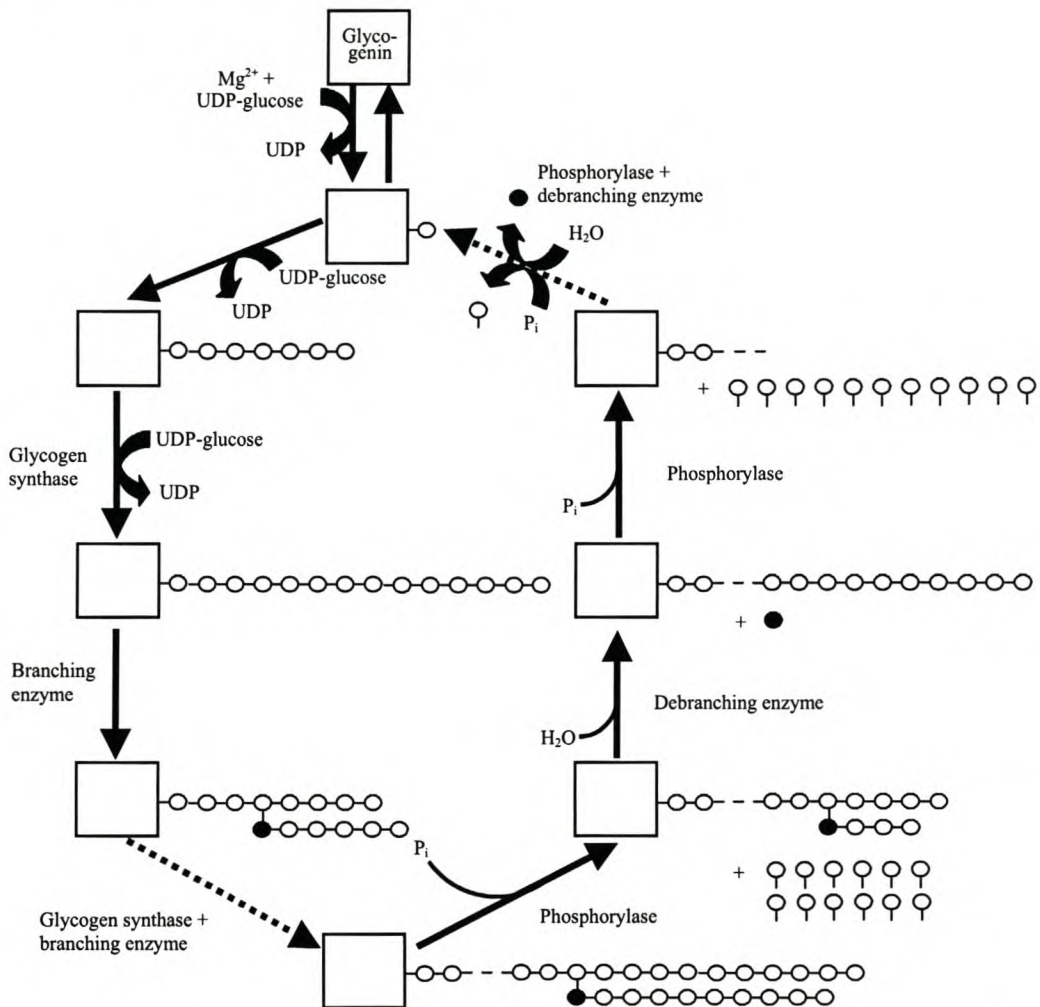 Glyco-
genin
Mg²⁺ +
UDP-glucose
UDP
Phosphorylase +
debranching enzyme
H₂O
UDP-glucose
UDP
Pᵢ
+
UDP-glucose
Glycogen
synthase
UDP
Phosphorylase
Pᵢ
+
Branching
enzyme
Debranching enzyme
H₂O
Pᵢ
+
Glycogen synthase +
branching enzyme
Phosphorylase